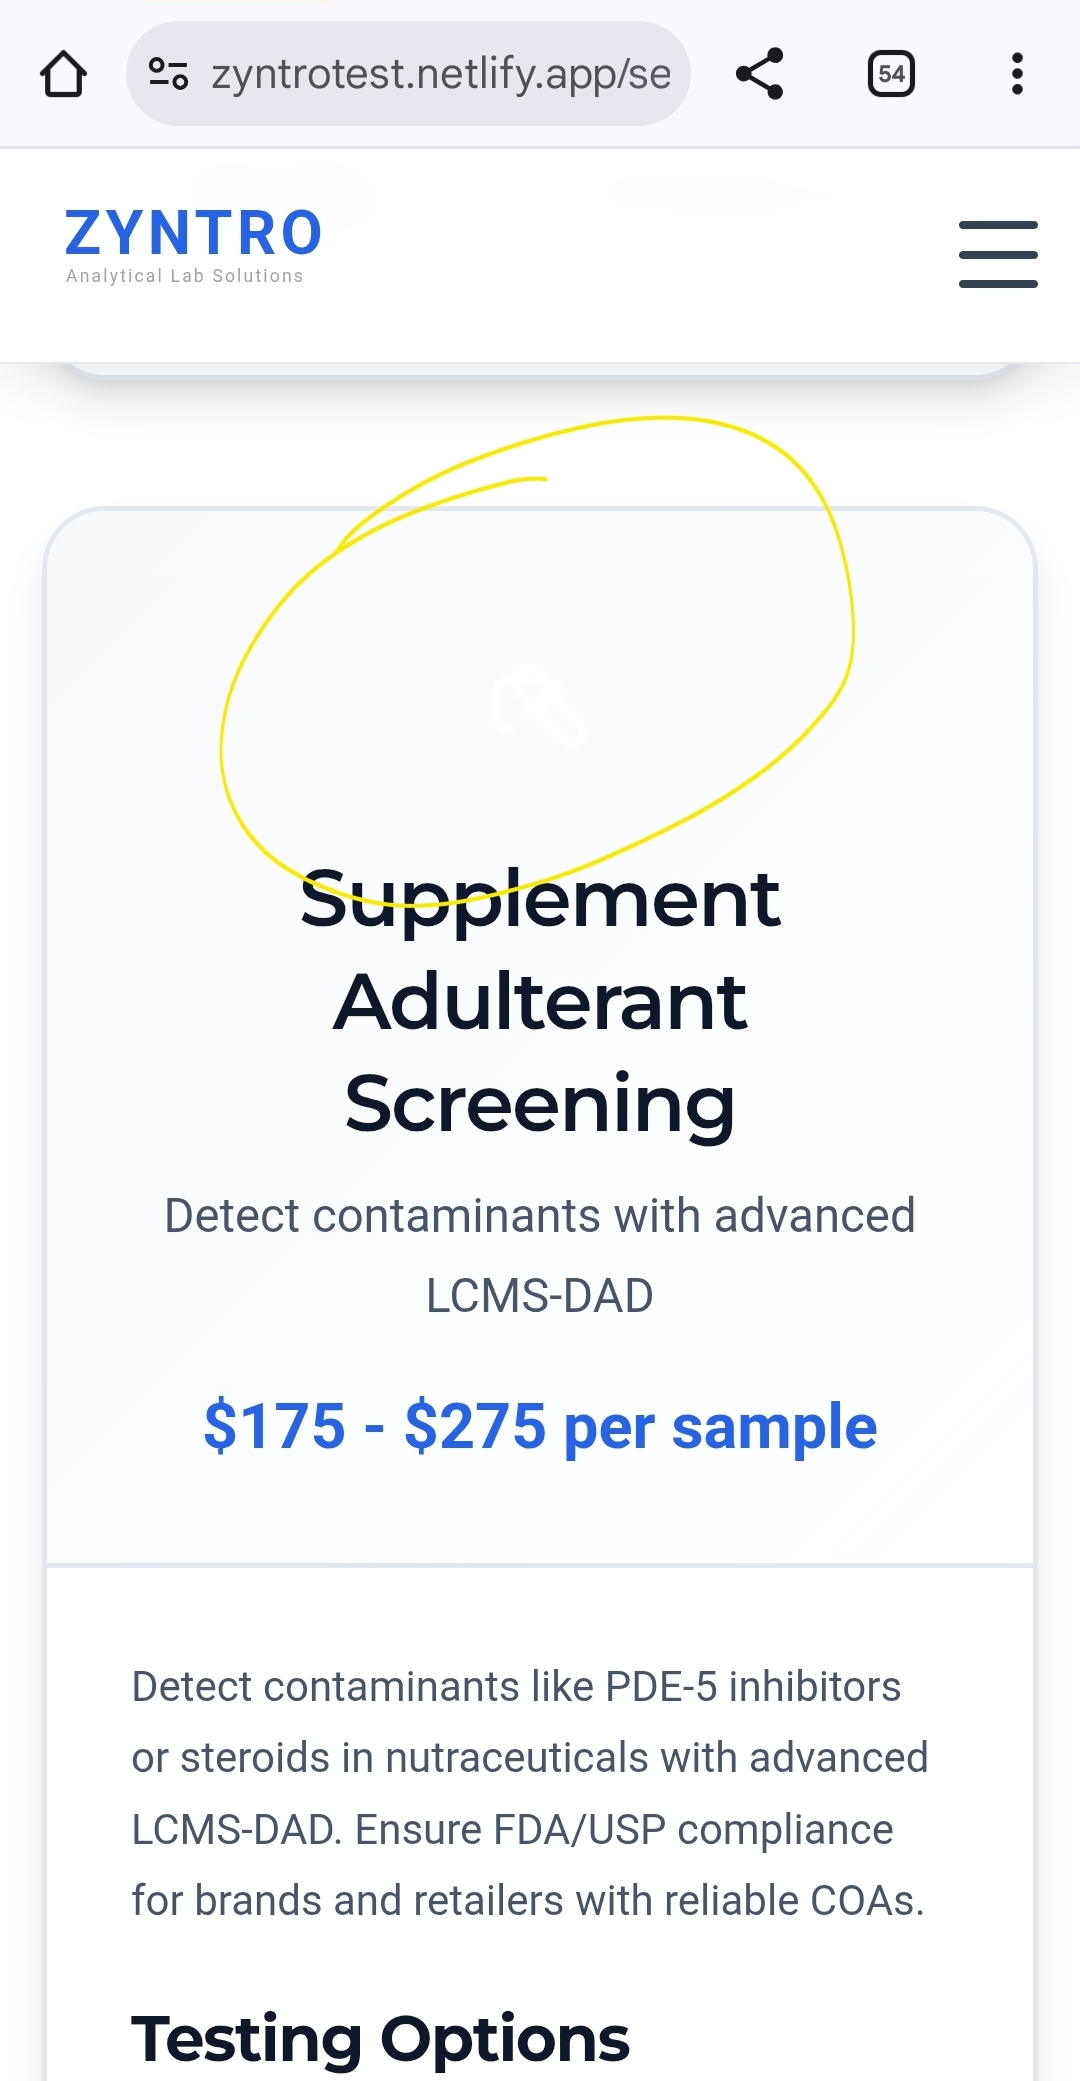 zyntrotest.netlify.app/se
54
ZYNTRO
Analytical Lab Solutions
Supplement
Adulterant
Screening
Detect contaminants with advanced
LCMS-DAD
$175 - $275 per sample
Detect contaminants like PDE-5 inhibitors
or steroids in nutraceuticals with advanced
LCMS-DAD. Ensure FDA/USP compliance
for brands and retailers with reliable COAs.
Testing Options